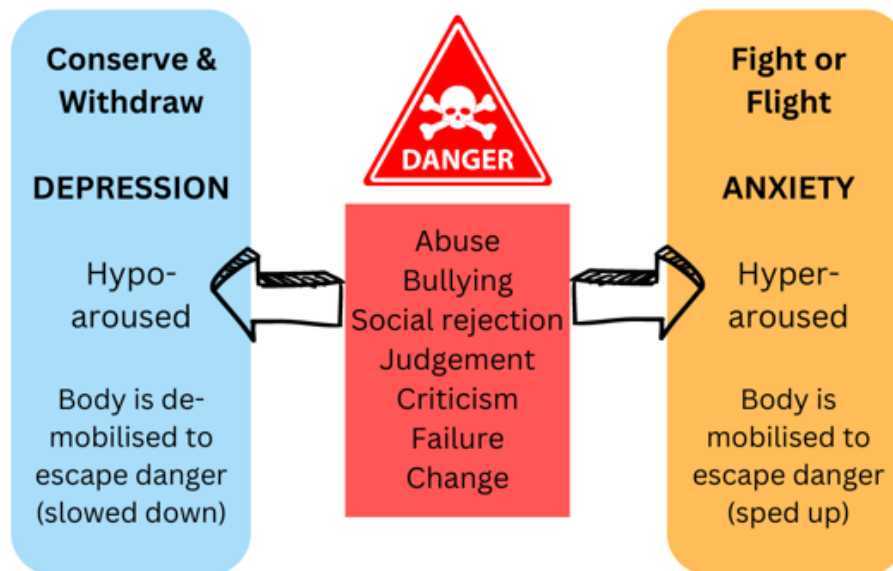 Conserve &
Withdraw
DEPRESSION
Hypo-
aroused
Body is de-
mobilised to
escape danger
(slowed down)
DANGER
Abuse
Bullying
Social rejection
Judgement
Criticism
Failure
Change
Fight or
Flight
ANXIETY
Hyper-
aroused
Body is
mobilised to
escape danger
(sped up)